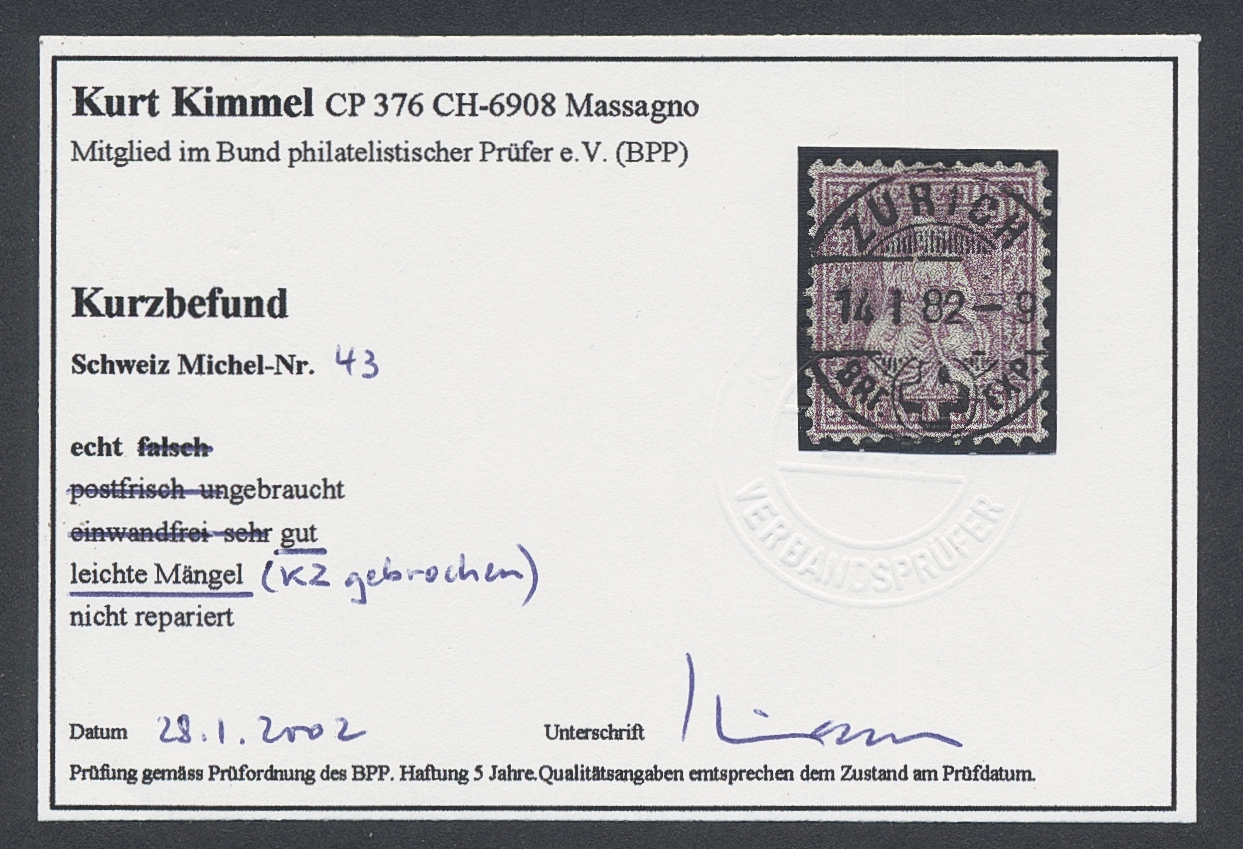 Kurt Kimmel CP 376 CH-6908 Massagno
Mitglied im Bund philatelistischer Prüfer e.V. (BPP)
ZÜRICH
14 I 82 – 9
BRF EXP
Kurzbefund
Schweiz Michel-Nr. 43
echt falsch
postfrisch ungebraucht
einwandfrei sehr gut
leichte Mängel (KZ gebrochen)
nicht repariert
VERBANDSPRÜFER
Datum 28.1.2002 Unterschrift
Prüfung gemäss Prüfordnung des BPP. Haftung 5 Jahre.Qualitätsangaben emtsprechen dem Zustand am Prüfdatum.